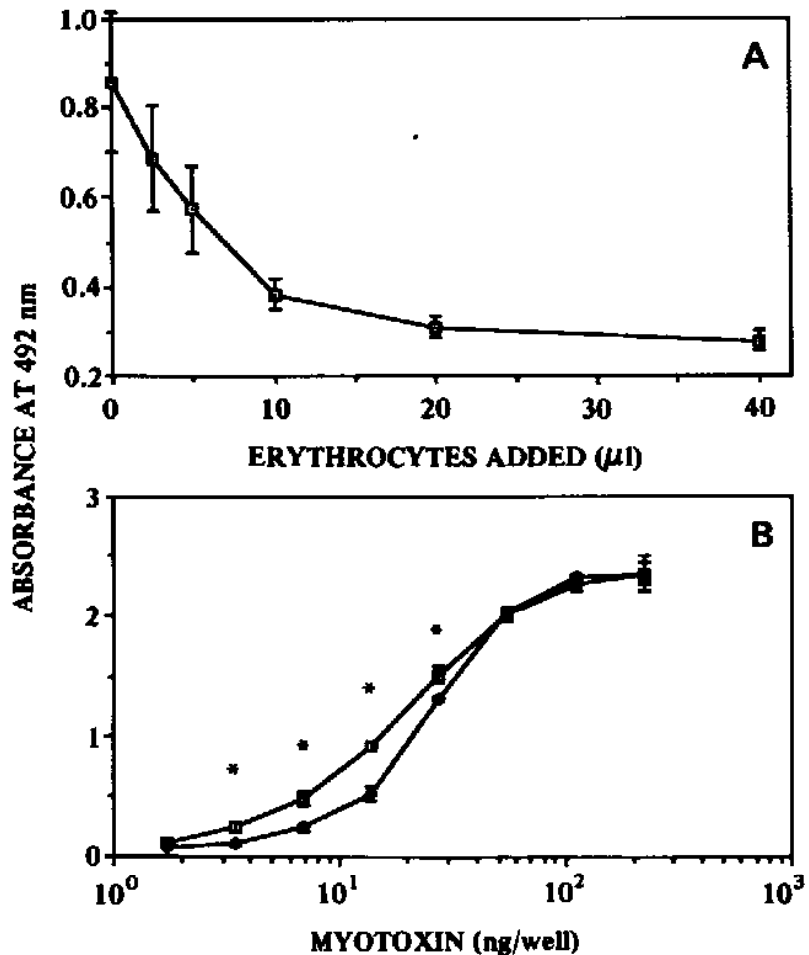 ABSORBANCE AT 492 nm
A
1.0
0.8
0.6
0.4
0.2
0 10 20 30 40
ERYTHROCYTES ADDED (μl)
B
3
2
1
0
* * * *
10⁰ 10¹ 10² 10³
MYOTOXIN (ng/well)